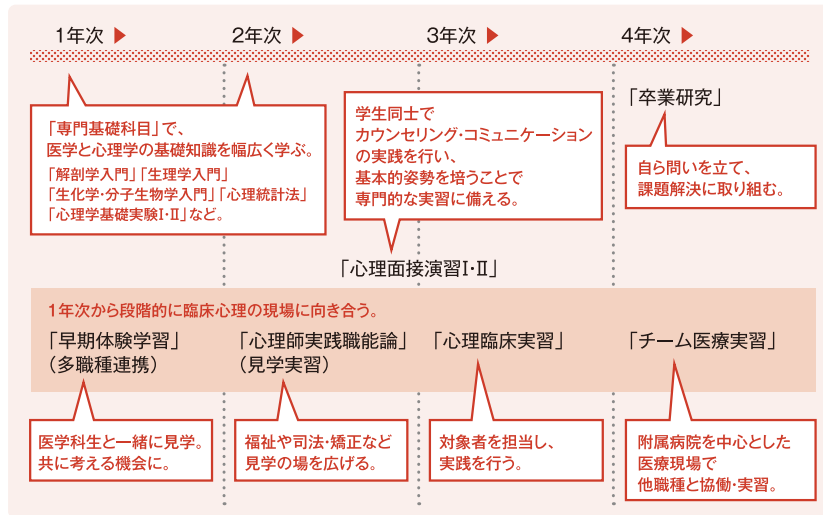 1年次 ▶
2年次 ▶
3年次 ▶
4年次 ▶
「専門基礎科目」で、
医学と心理学の基礎知識を幅広く学ぶ。
「解剖学入門」「生理学入門」
「生化学・分子生物学入門」「心理統計法」
「心理学基礎実験Ⅰ・Ⅱ」など。
学生同士で
カウンセリング・コミュニケーション
の実践を行い、
基本的姿勢を培うことで
専門的な実習に備える。
「心理面接演習Ⅰ・Ⅱ」
「卒業研究」
自ら問いを立て、
課題解決に取り組む。
1年次から段階的に臨床心理の現場に向き合う。
「早期体験学習」
（多職種連携）
「心理師実践職能論」
（見学実習）
「心理臨床実習」
「チーム医療実習」
医学科生と一緒に見学。
共に考える機会に。
福祉や司法・矯正など
見学の場を広げる。
対象者を担当し、
実践を行う。
附属病院を中心とした
医療現場で
他職種と協働・実習。